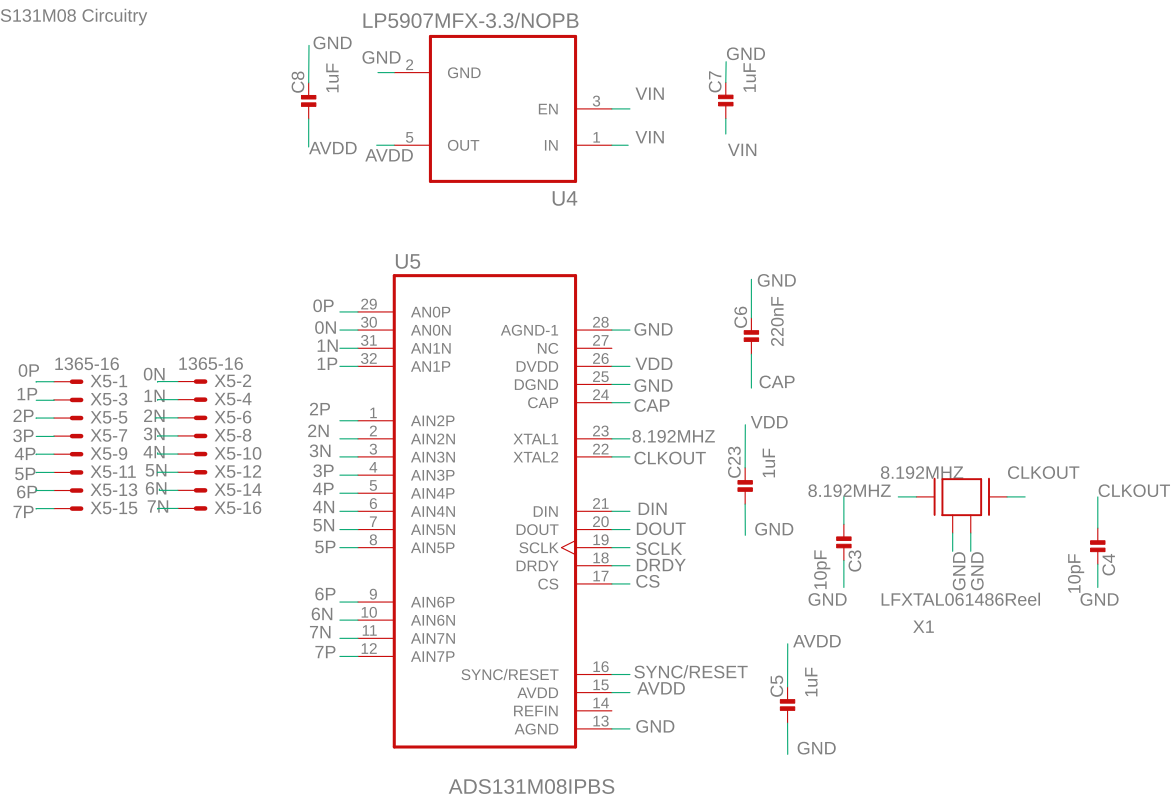 S131M08 Circuitry
LP5907MFX-3.3/NOPB
GND
C8
1uF
AVDD
GND 2 GND
AVDD 5 OUT
EN 3 VIN
IN 1 VIN
U4
GND
C7
1uF
VIN
U5
0P 29 AN0P
0N 30 AN0N
1N 31 AN1N
1P 32 AN1P
2P 1 AIN2P
2N 2 AIN2N
3N 3 AIN3N
3P 4 AIN3P
4P 5 AIN4P
4N 6 AIN4N
5N 7 AIN5N
5P 8 AIN5P
6P 9 AIN6P
6N 10 AIN6N
7N 11 AIN7N
7P 12 AIN7P
AGND-1 28 GND
NC 27
DVDD 26 VDD
DGND 25 GND
CAP 24 CAP
XTAL1 23 8.192MHZ
XTAL2 22 CLKOUT
DIN 21 DIN
DOUT 20 DOUT
SCLK 19 SCLK
DRDY 18 DRDY
CS 17 CS
SYNC/RESET 16 SYNC/RESET
AVDD 15 AVDD
REFIN 14
AGND 13 GND
ADS131M08IPBS
1365-16 1365-16
0P X5-1 0N X5-2
1P X5-3 1N X5-4
2P X5-5 2N X5-6
3P X5-7 3N X5-8
4P X5-9 4N X5-10
5P X5-11 5N X5-12
6P X5-13 6N X5-14
7P X5-15 7N X5-16
GND
C6
220nF
CAP
VDD
C23
1uF
GND
AVDD
C5
1uF
GND
8.192MHZ
8.192MHZ
CLKOUT
CLKOUT
10pF
C3
GND
GND
GND
LFXTAL061486Reel
X1
10pF
C4
GND